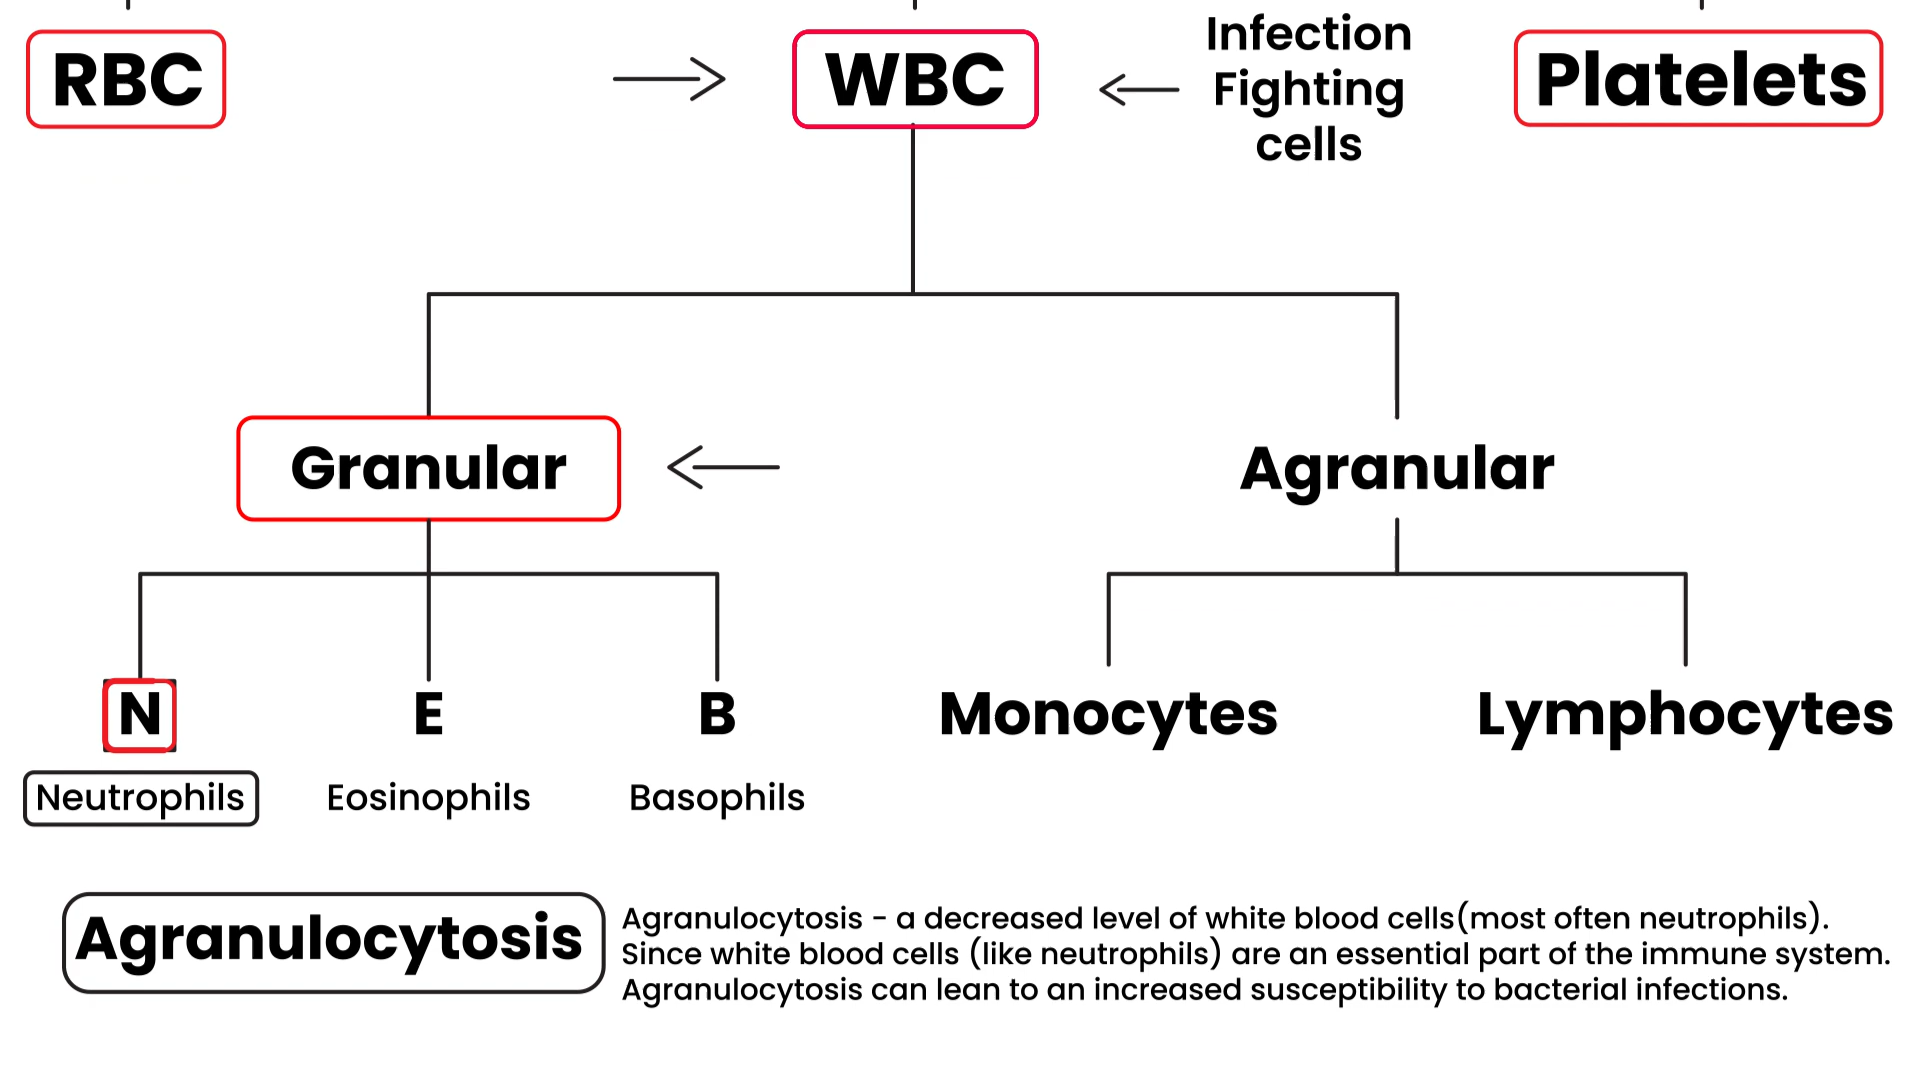 RBC
WBC
Infection
Fighting
cells
Platelets
Granular
Agranular
N
E
B
Monocytes
Lymphocytes
Neutrophils
Eosinophils
Basophils
Agranulocytosis
Agranulocytosis - a decreased level of white blood cells(most often neutrophils).
Since white blood cells (like neutrophils) are an essential part of the immune system.
Agranulocytosis can lean to an increased susceptibility to bacterial infections.